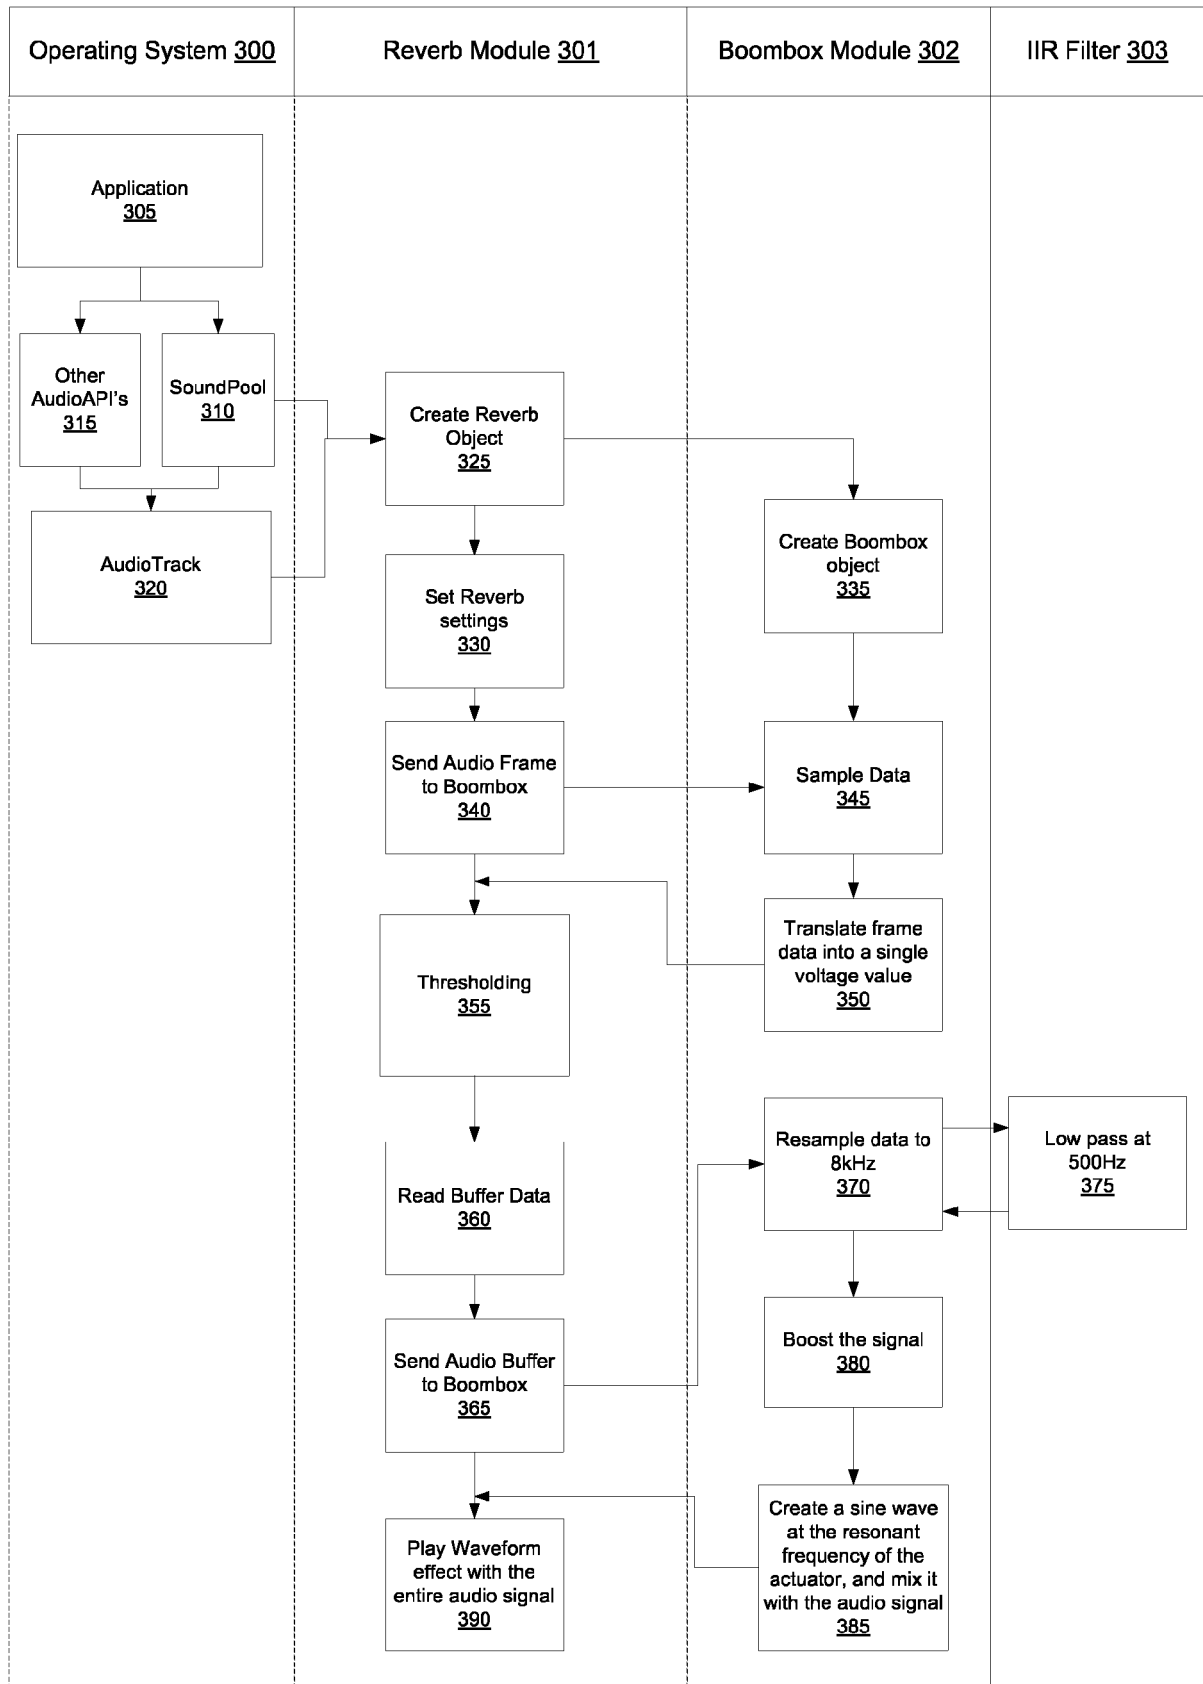 Operating System 300
Reverb Module 301
Boombox Module 302
IIR Filter 303
Application
305
Other
AudioAPI's
315
SoundPool
310
AudioTrack
320
Create Reverb
Object
325
Set Reverb
settings
330
Create Boombox
object
335
Send Audio Frame
to Boombox
340
Sample Data
345
Translate frame
data into a single
voltage value
350
Thresholding
355
Read Buffer Data
360
Send Audio Buffer
to Boombox
365
Resample data to
8kHz
370
Low pass at
500Hz
375
Boost the signal
380
Create a sine wave
at the resonant
frequency of the
actuator, and mix it
with the audio signal
385
Play Waveform
effect with the
entire audio signal
390